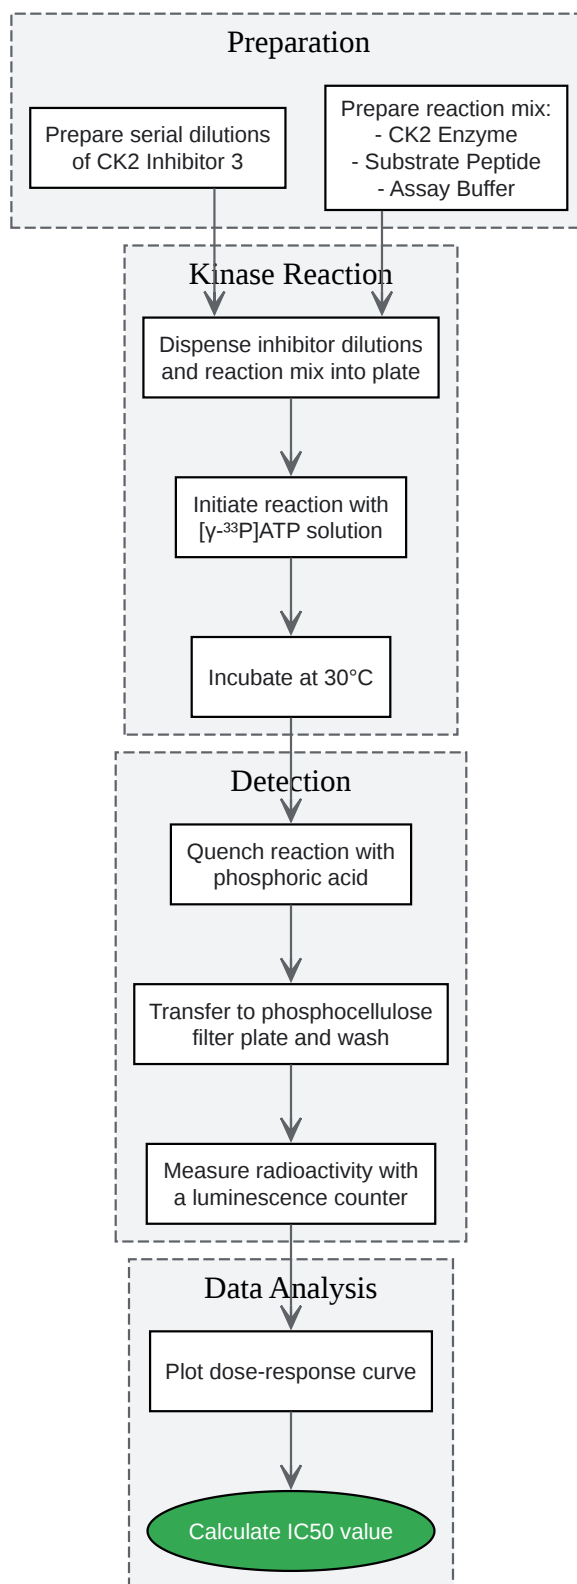 Preparation
Prepare serial dilutions
of CK2 Inhibitor 3
Prepare reaction mix:
- CK2 Enzyme
- Substrate Peptide
- Assay Buffer
Kinase Reaction
Dispense inhibitor dilutions
and reaction mix into plate
Initiate reaction with
[γ-³³P]ATP solution
Incubate at 30°C
Detection
Quench reaction with
phosphoric acid
Transfer to phosphocellulose
filter plate and wash
Measure radioactivity with
a luminescence counter
Data Analysis
Plot dose-response curve
Calculate IC50 value